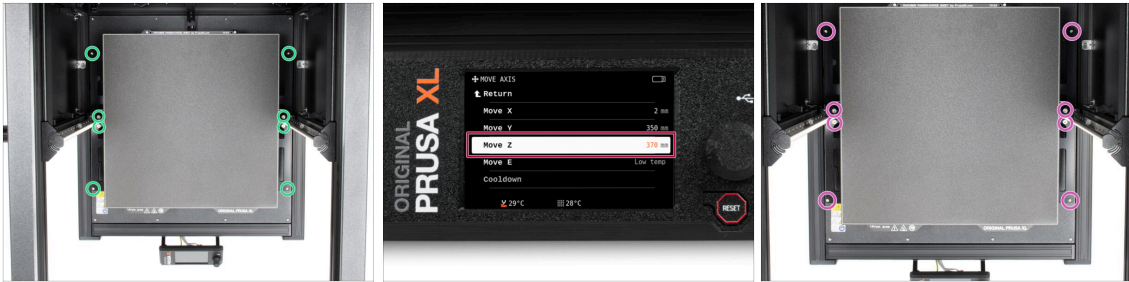 ORIGINAL PRUSA XL
ORIGINAL
PRUSA XL
MOVE AXIS
Return
Move X 2 mm
Move Y 350 mm
Move Z 370 mm
Move E Low temp
Cooldown
29°C 28°C
RESET
ORIGINAL PRUSA XL